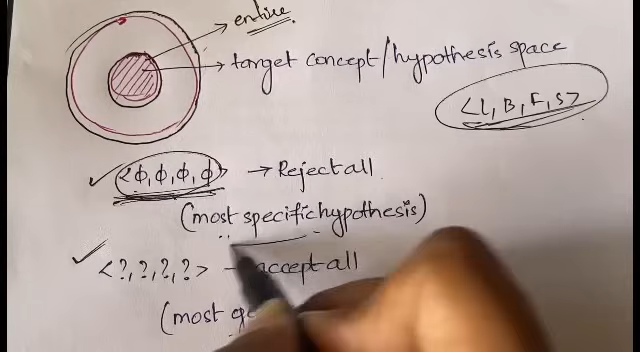 entire
target concept/hypothesis space
<L, B, F, S>
<ϕ, ϕ, ϕ, ϕ> → Reject all
(most specific hypothesis)
<?, ?, ?, ?> → accept all
(most